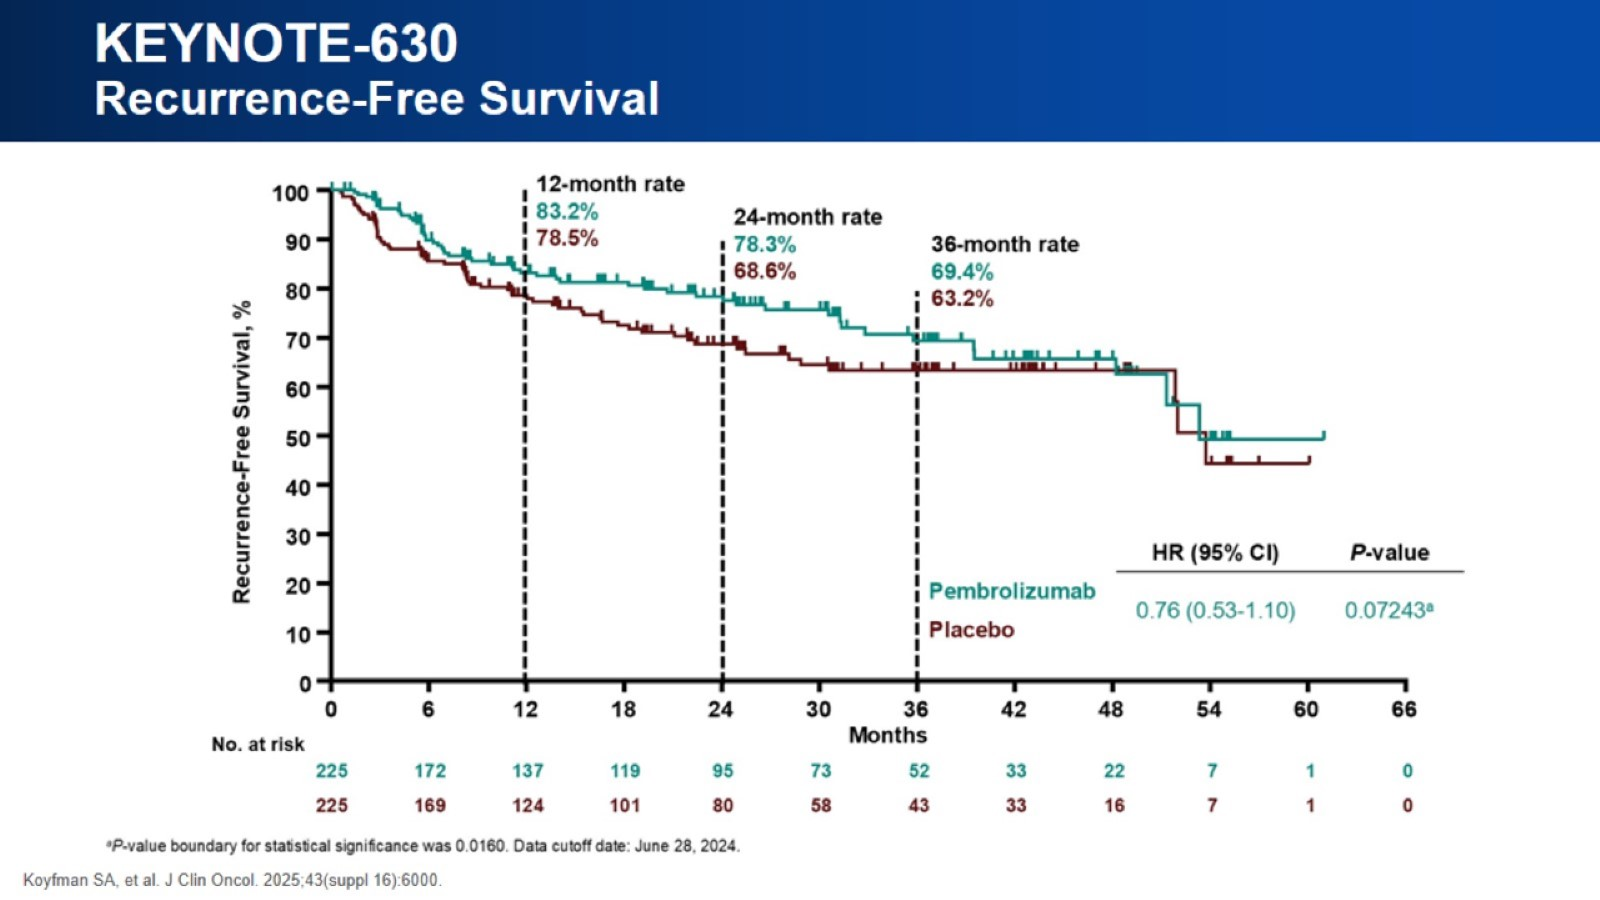 KEYNOTE-630
Recurrence-Free Survival
12-month rate
83.2%
78.5%
24-month rate
78.3%
68.6%
36-month rate
69.4%
63.2%
Recurrence-Free Survival, %
100
90
80
70
60
50
40
30
20
10
0
HR (95% CI) P-value
Pembrolizumab 0.76 (0.53-1.10) 0.07243ª
Placebo
0 6 12 18 24 30 36 42 48 54 60 66
Months
No. at risk
225 172 137 119 95 73 52 33 22 7 1 0
225 169 124 101 80 58 43 33 16 7 1 0
ªP-value boundary for statistical significance was 0.0160. Data cutoff date: June 28, 2024.
Koyfman SA, et al. J Clin Oncol. 2025;43(suppl 16):6000.